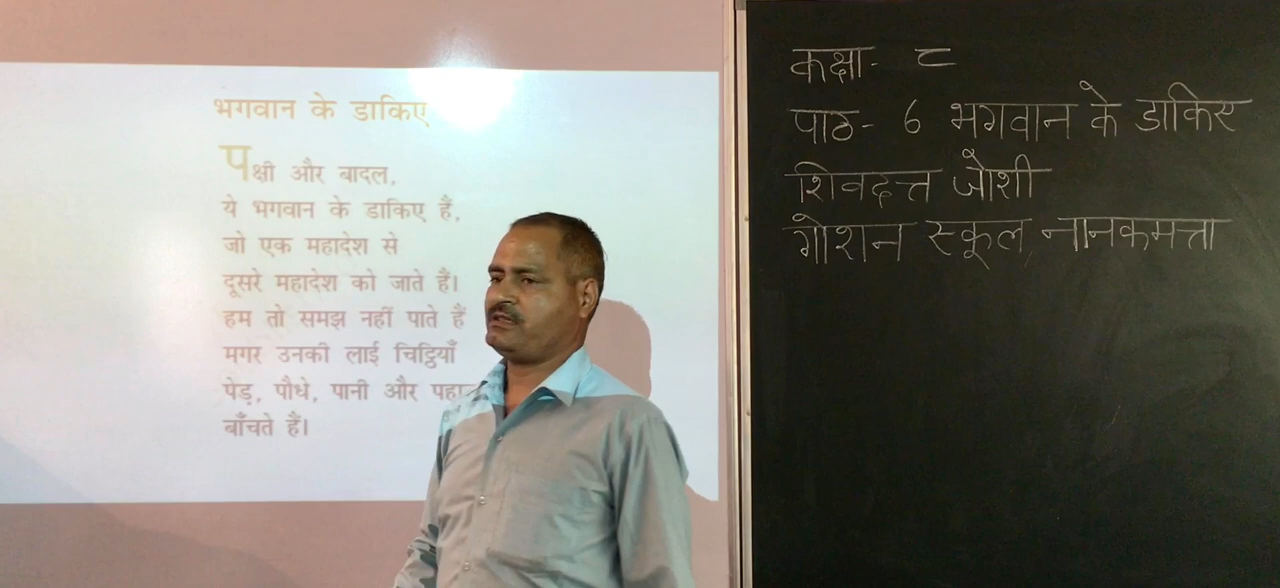 भगवान के डाकिए
पक्षी और बादल,
ये भगवान के डाकिए हैं,
जो एक महादेश से
दूसरे महादेश को जाते हैं।
हम तो समझ नहीं पाते हैं
मगर उनकी लाई चिट्ठियाँ
पेड़, पौधे, पानी और
बाँचते हैं।
कक्षा- ८
पाठ- 6 भगवान के डाकिए
शिवदत्त जोशी
गोशन स्कूल, नानकमत्ता